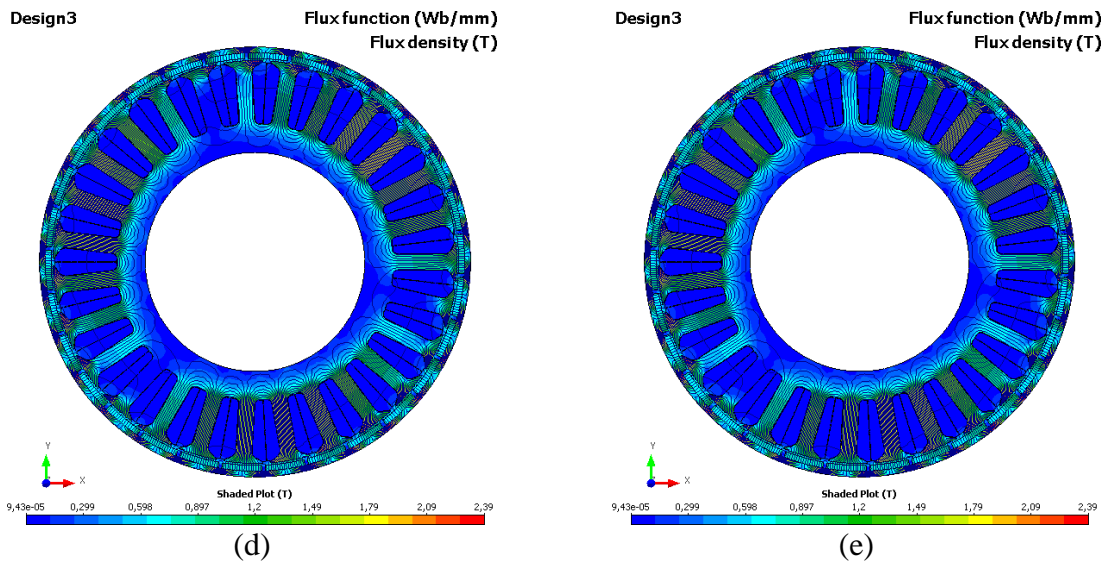 Design3
Flux function (Wb/mm)
Flux density (T)
Y
X
Shaded Plot (T)
9,43e-05 0,299 0,598 0,897 1,2 1,49 1,79 2,09 2,39
(d)
Design3
Flux function (Wb/mm)
Flux density (T)
Y
X
Shaded Plot (T)
9,43e-05 0,299 0,598 0,897 1,2 1,49 1,79 2,09 2,39
(e)